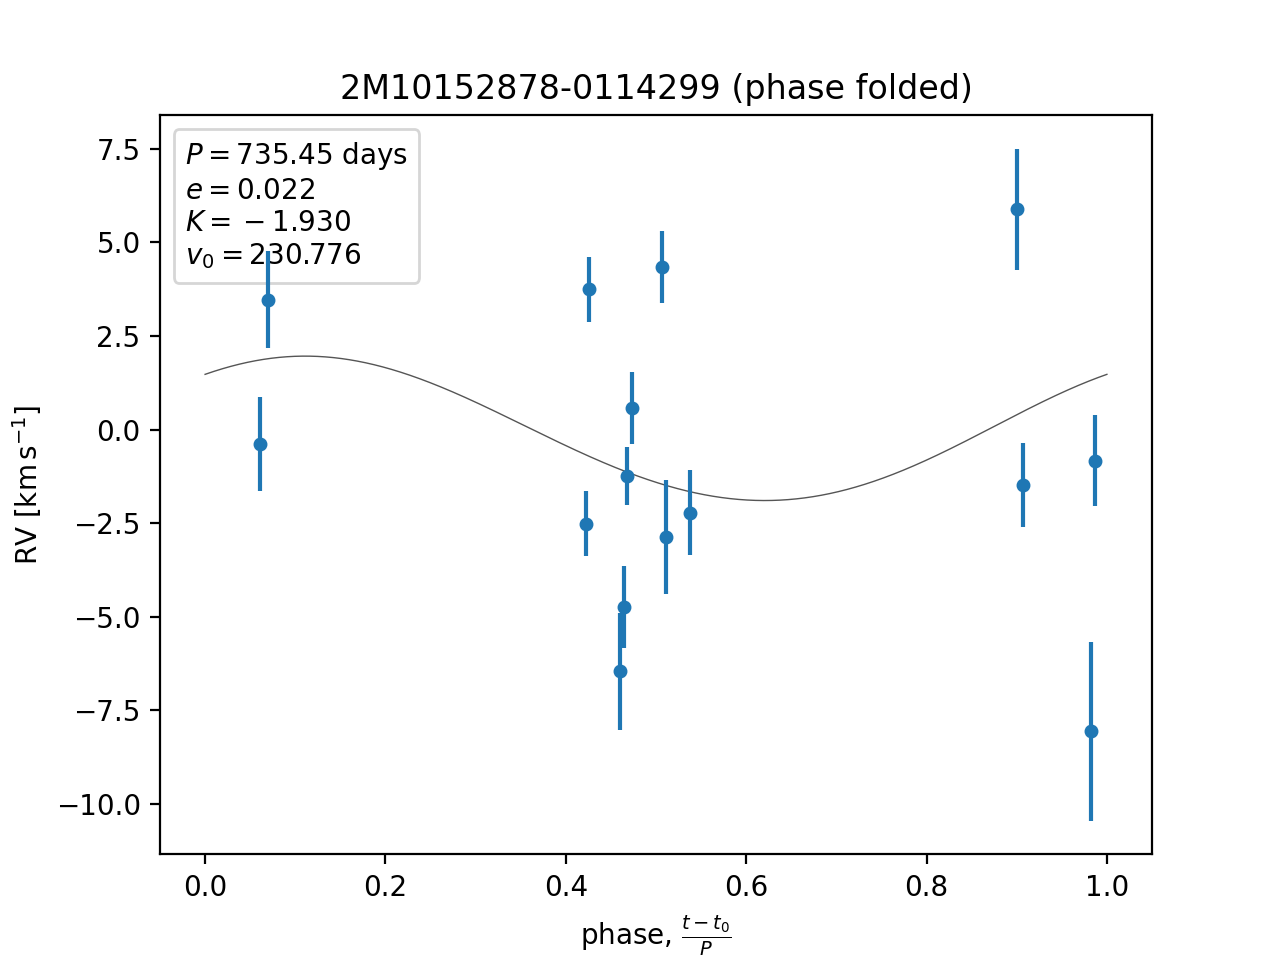 2M10152878-0114299 (phase folded)
P = 735.45 days
e = 0.022
K = −1.930
v₀ = 230.776
7.5
5.0
2.5
0.0
−2.5
−5.0
−7.5
−10.0
RV [km s⁻¹]
0.0 0.2 0.4 0.6 0.8 1.0
phase, (t − t₀)/P